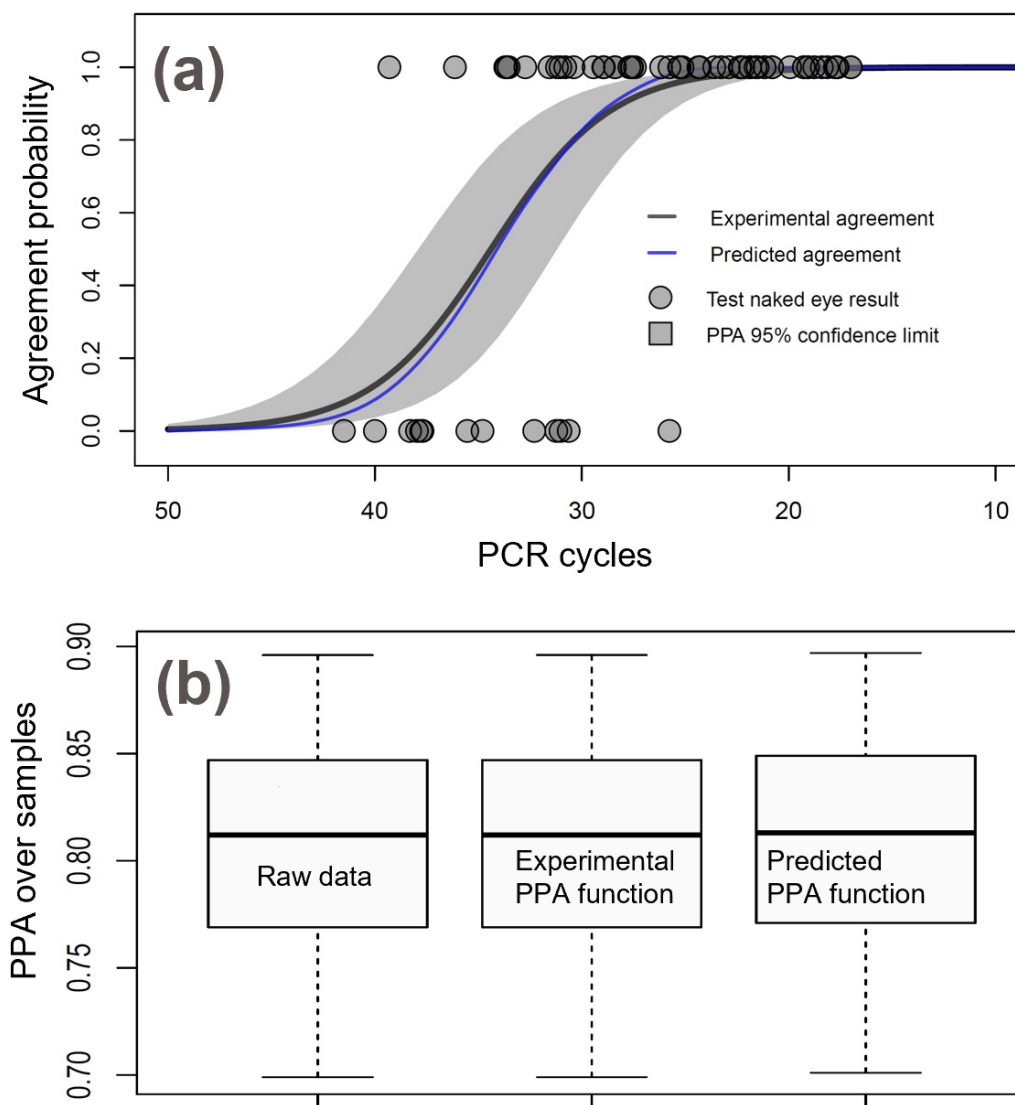 (a)
Agreement probability
1.0
0.8
0.6
0.4
0.2
0.0
Experimental agreement
Predicted agreement
Test naked eye result
PPA 95% confidence limit
50
40
30
20
10
PCR cycles
(b)
PPA over samples
0.90
0.85
0.80
0.75
0.70
Raw data
Experimental
PPA function
Predicted
PPA function